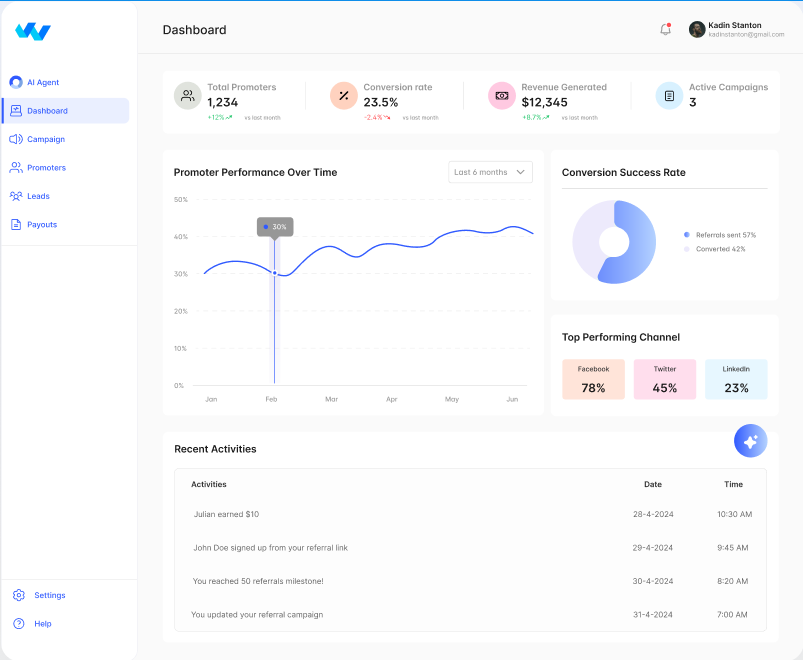 Dashboard
Kadin Stanton
kadinstanton@gmail.com
AI Agent
Dashboard
Campaign
Promoters
Leads
Payouts
Settings
Help
Total Promoters
1,234
+12% vs last month
Conversion rate
23.5%
-2.4% vs last month
Revenue Generated
$12,345
+8.7% vs last month
Active Campaigns
3
Promoter Performance Over Time
Last 6 months
50%
40%
30%
20%
10%
0%
30%
Jan Feb Mar Apr May Jun
Conversion Success Rate
Referrals sent 57%
Converted 42%
Top Performing Channel
Facebook
78%
Twitter
45%
LinkedIn
23%
Recent Activities
Activities Date Time
Julian earned $10 28-4-2024 10:30 AM
John Doe signed up from your referral link 29-4-2024 9:45 AM
You reached 50 referrals milestone! 30-4-2024 8:20 AM
You updated your referral campaign 31-4-2024 7:00 AM